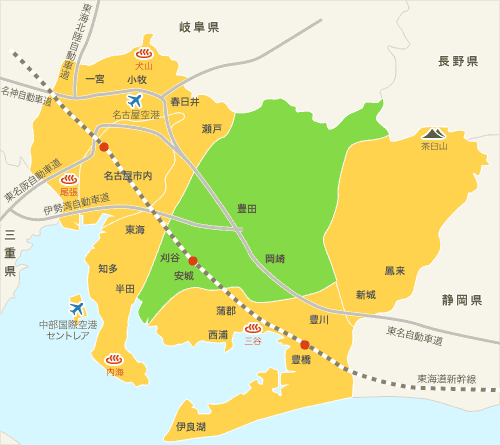 岐阜県
長野県
東海北陸自動車道
犬山
一宮
小牧
名神自動車道
春日井
名古屋空港
瀬戸
茶臼山
東名阪自動車道
名古屋市内
尾張
伊勢湾自動車道
豊田
東海
三重県
刈谷
岡崎
安城
知多
鳳来
半田
新城
静岡県
蒲郡
中部国際空港
セントレア
西浦
三谷
豊川
東名自動車道
豊橋
内海
東海道新幹線
伊良湖